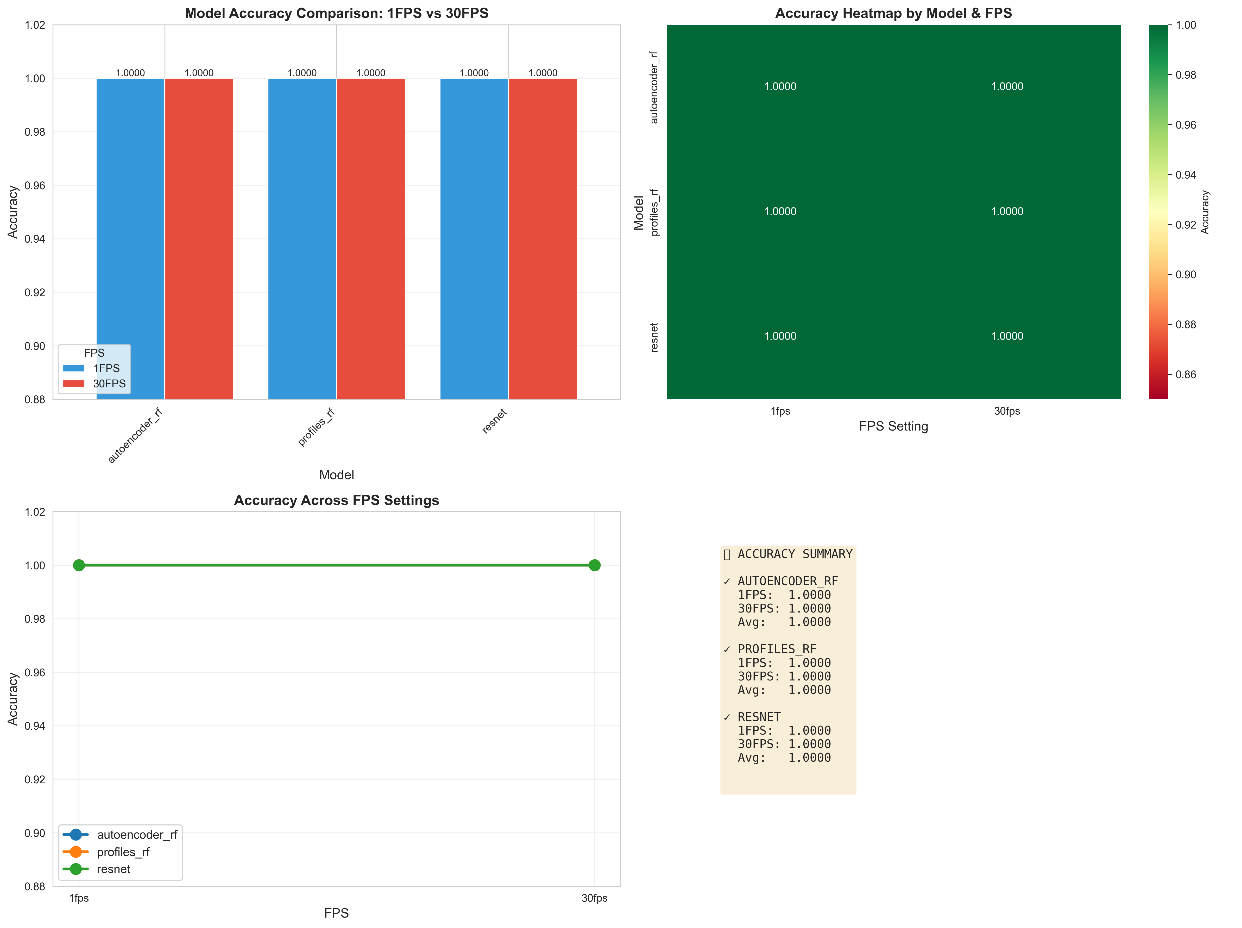 Model Accuracy Comparison: 1FPS vs 30FPS
1.02
1.00
0.98
0.96
0.94
0.92
0.90
0.88
Accuracy
1.0000 1.0000 1.0000 1.0000 1.0000 1.0000
FPS
1FPS
30FPS
autoencoder_rf profiles_rf resnet
Model
Accuracy Heatmap by Model & FPS
Model
autoencoder_rf
profiles_rf
resnet
1.0000 1.0000
1.0000 1.0000
1.0000 1.0000
1fps 30fps
FPS Setting
1.00
0.98
0.96
0.94
0.92
0.90
0.88
0.86
Accuracy
Accuracy Across FPS Settings
1.02
1.00
0.98
0.96
0.94
0.92
0.90
0.88
Accuracy
autoencoder_rf
profiles_rf
resnet
1fps 30fps
FPS
▯ ACCURACY SUMMARY
✓ AUTOENCODER_RF
1FPS: 1.0000
30FPS: 1.0000
Avg: 1.0000
✓ PROFILES_RF
1FPS: 1.0000
30FPS: 1.0000
Avg: 1.0000
✓ RESNET
1FPS: 1.0000
30FPS: 1.0000
Avg: 1.0000